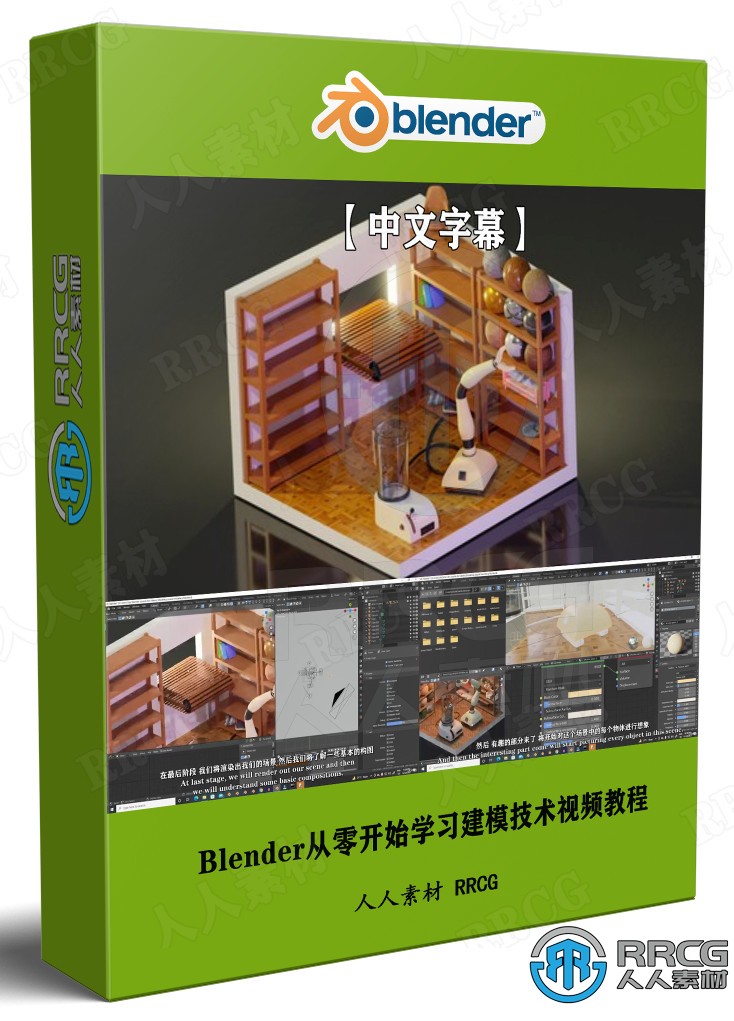 blender™
【中文字幕】
RRCG
人人素材
在最后阶段 我们将渲染出我们的场景 然后我们将了解一些基本的构图
At last stage, we will render out our scene and then
we will understand some basic compositions.
然后 有趣的部分来了 将开始对这个场景中的每个物体进行想象
And then the interesting part come will start picturing every object in this scene.
Blender从零开始学习建模技术视频教程
人人素材 RRCG
RRCG
人人素材